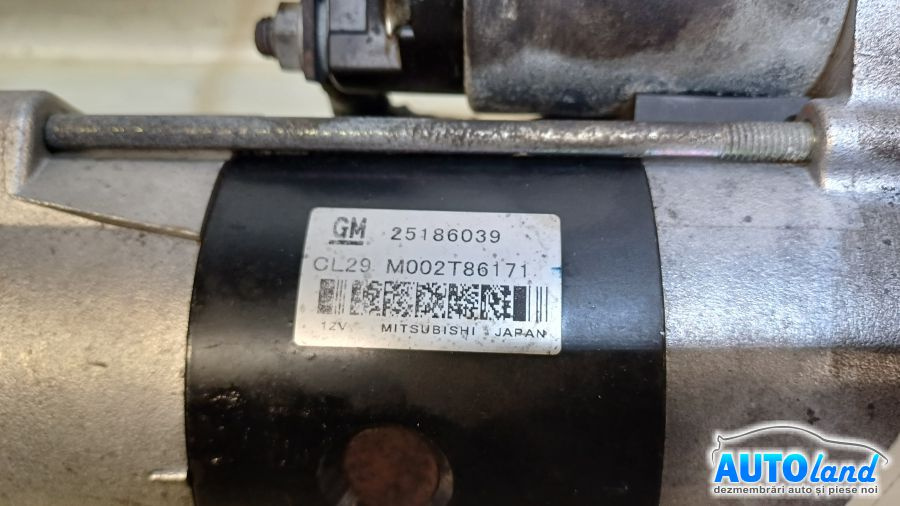 GM 25186039
CL29 M002T86171
12V MITSUBISHI JAPAN
AUTOland
dezmembrări auto și piese noi